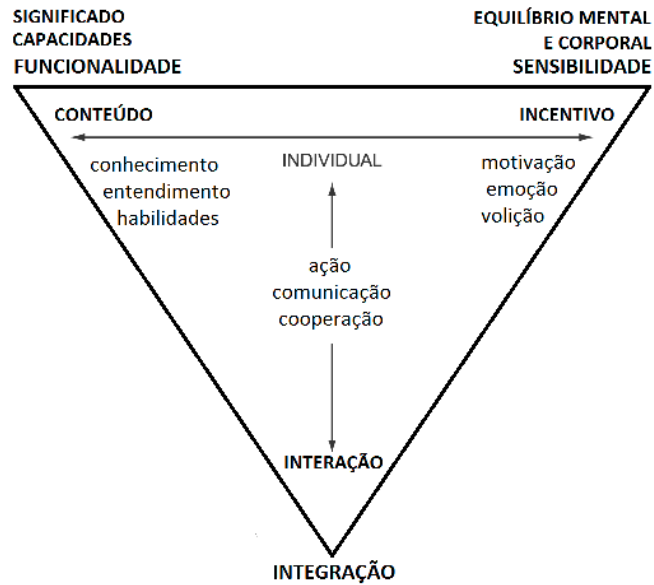 SIGNIFICADO
CAPACIDADES
FUNCIONALIDADE
EQUILÍBRIO MENTAL
E CORPORAL
SENSIBILIDADE
CONTEÚDO
INCENTIVO
conhecimento
entendimento
habilidades
INDIVIDUAL
motivação
emoção
volição
ação
comunicação
cooperação
INTERAÇÃO
INTEGRAÇÃO